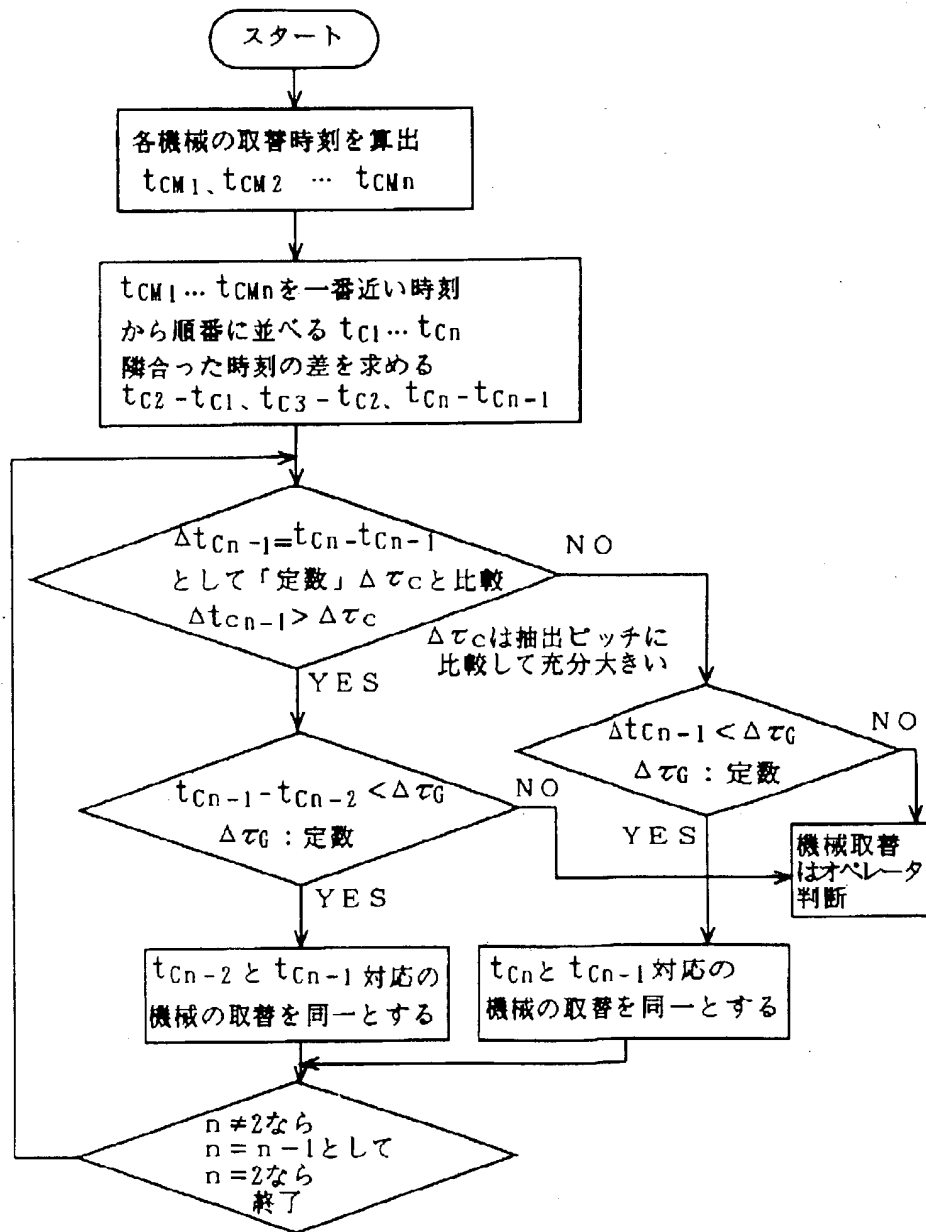 スタート
各機械の取替時刻を算出
tCM1、tCM2 … tCMn
tCM1… tCMnを一番近い時刻
から順番に並べる tC1… tCn
隣合った時刻の差を求める
tC2-tC1、tC3-tC2、tCn-tCn-1
ΔtCn-1=tCn-tCn-1
として「定数」Δτcと比較
Δtcn-1>Δτc
NO
Δτcは抽出ピッチに
比較して充分大きい
YES
ΔtCn-1<ΔτG
ΔτG:定数
NO
YES
tCn-1-tCn-2<ΔτG
ΔτG:定数
NO
YES
機械取替
はオペレータ
判断
tCn-2と tCn-1 対応の
機械の取替を同一とする
tCnと tCn-1 対応の
機械の取替を同一とする
n≠2なら
n=n-1として
n=2なら
終了